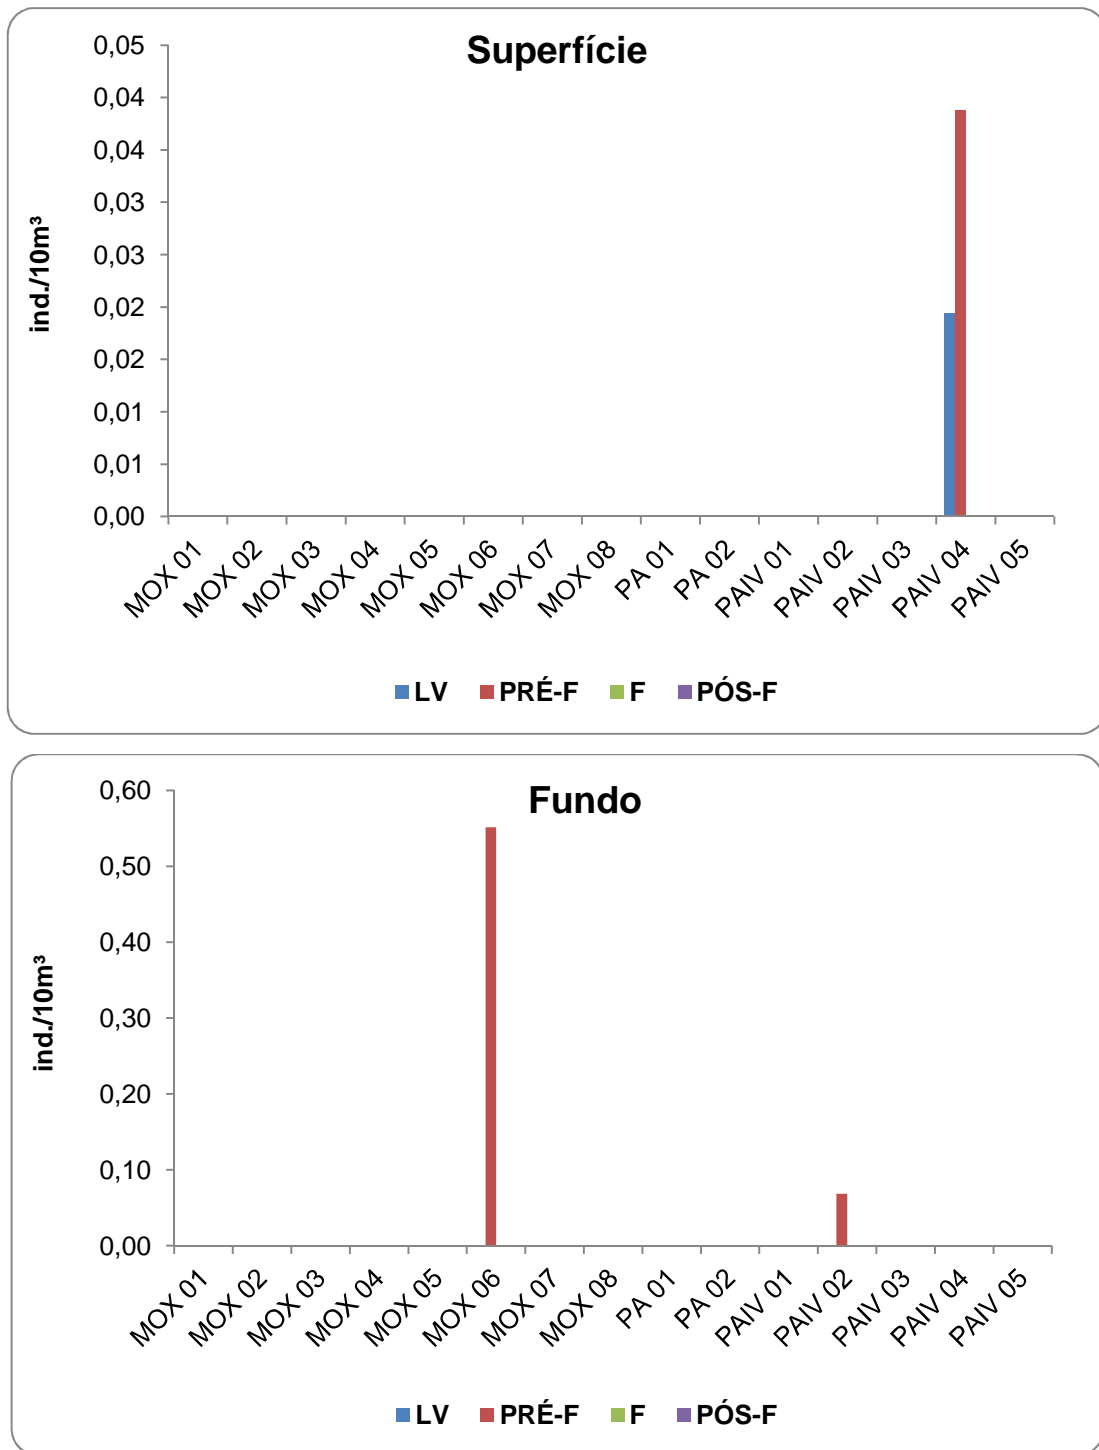 Superfície
ind./10m³
0,05
0,04
0,04
0,03
0,03
0,02
0,02
0,01
0,01
0,00
MOX 01
MOX 02
MOX 03
MOX 04
MOX 05
MOX 06
MOX 07
MOX 08
PA 01
PA 02
PAIV 01
PAIV 02
PAIV 03
PAIV 04
PAIV 05
LV PRÉ-F F PÓS-F
Fundo
ind./10m³
0,60
0,50
0,40
0,30
0,20
0,10
0,00
MOX 01
MOX 02
MOX 03
MOX 04
MOX 05
MOX 06
MOX 07
MOX 08
PA 01
PA 02
PAIV 01
PAIV 02
PAIV 03
PAIV 04
PAIV 05
LV PRÉ-F F PÓS-F